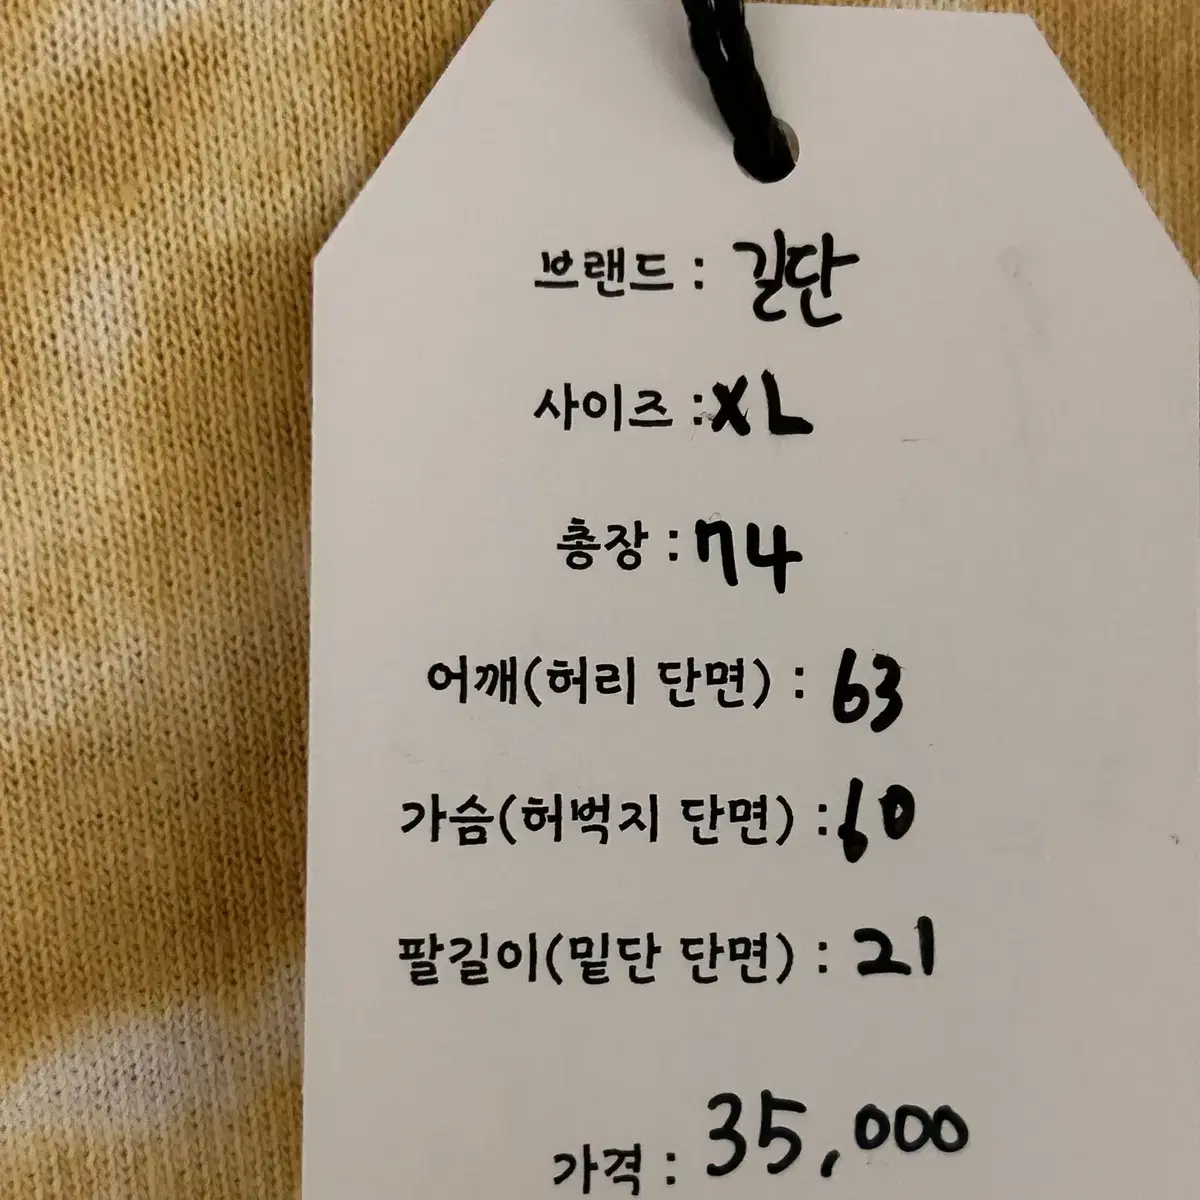 브랜드 : 길단
사이즈 : XL
총장 : 74
어깨(허리 단면) : 63
가슴(허벅지 단면) : 60
팔길이(밑단 단면) : 21
가격 : 35,000